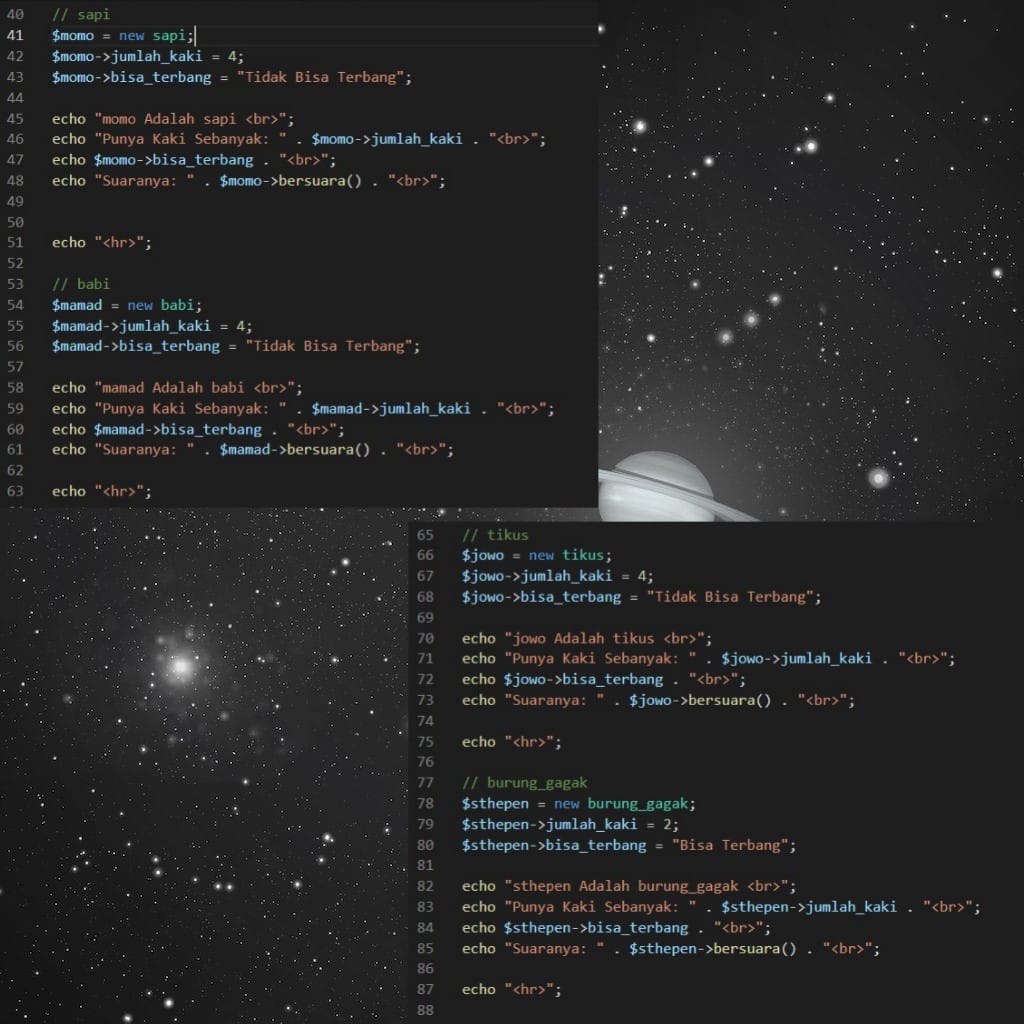 40 // sapi
41 $momo = new sapi;
42 $momo->jumlah_kaki = 4;
43 $momo->bisa_terbang = "Tidak Bisa Terbang";
44
45 echo "momo Adalah sapi <br>";
46 echo "Punya Kaki Sebanyak: " . $momo->jumlah_kaki . "<br>";
47 echo $momo->bisa_terbang . "<br>";
48 echo "Suaranya: " . $momo->bersuara() . "<br>";
49
50
51 echo "<hr>";
52
53 // babi
54 $mamad = new babi;
55 $mamad->jumlah_kaki = 4;
56 $mamad->bisa_terbang = "Tidak Bisa Terbang";
57
58 echo "mamad Adalah babi <br>";
59 echo "Punya Kaki Sebanyak: " . $mamad->jumlah_kaki . "<br>";
60 echo $mamad->bisa_terbang . "<br>";
61 echo "Suaranya: " . $mamad->bersuara() . "<br>";
62
63 echo "<hr>";
65 // tikus
66 $jowo = new tikus;
67 $jowo->jumlah_kaki = 4;
68 $jowo->bisa_terbang = "Tidak Bisa Terbang";
69
70 echo "jowo Adalah tikus <br>";
71 echo "Punya Kaki Sebanyak: " . $jowo->jumlah_kaki . "<br>";
72 echo $jowo->bisa_terbang . "<br>";
73 echo "Suaranya: " . $jowo->bersuara() . "<br>";
74
75 echo "<hr>";
76
77 // burung_gagak
78 $sthepen = new burung_gagak;
79 $sthepen->jumlah_kaki = 2;
80 $sthepen->bisa_terbang = "Bisa Terbang";
81
82 echo "sthepen Adalah burung_gagak <br>";
83 echo "Punya Kaki Sebanyak: " . $sthepen->jumlah_kaki . "<br>";
84 echo $sthepen->bisa_terbang . "<br>";
85 echo "Suaranya: " . $sthepen->bersuara() . "<br>";
86
87 echo "<hr>";
88